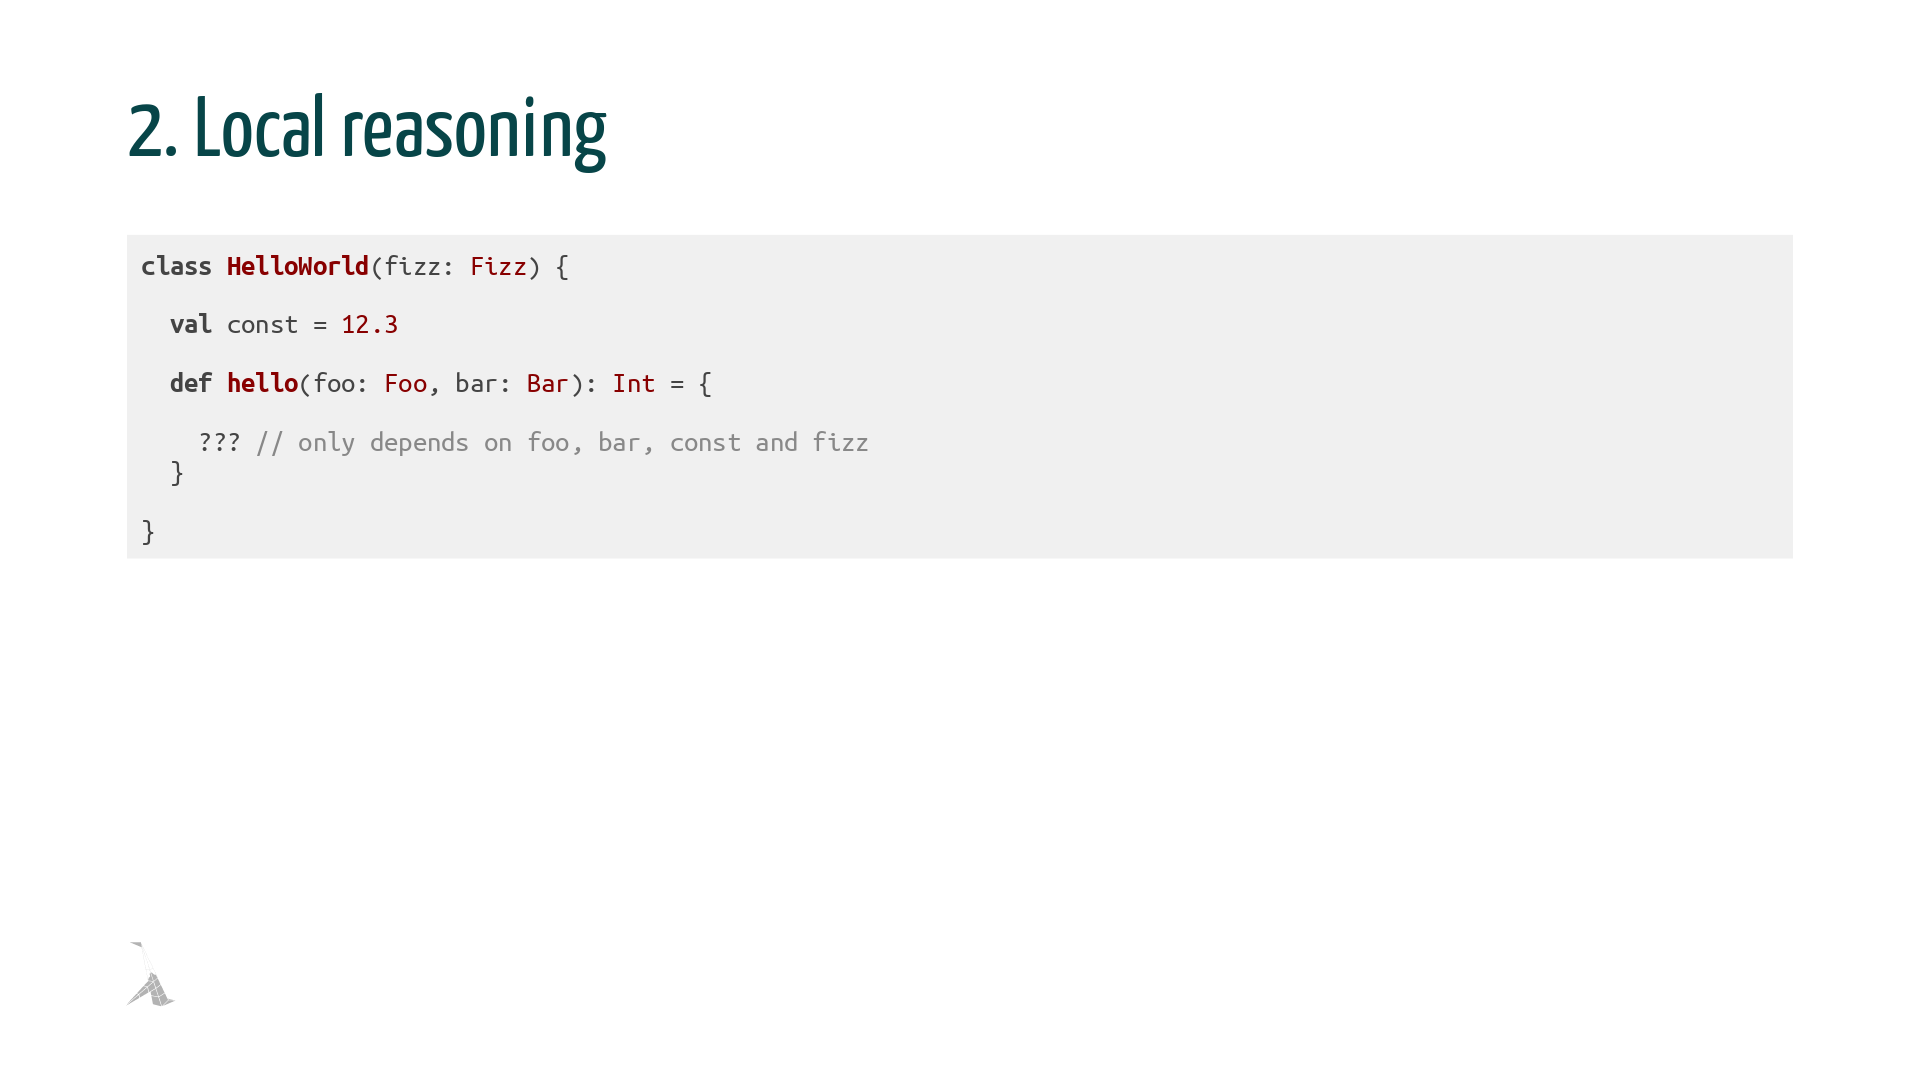 2. Local reasoning
class HelloWorld(fizz: Fizz) {
val const = 12.3
def hello(foo: Foo, bar: Bar): Int = {
??? // only depends on foo, bar, const and fizz
}
}